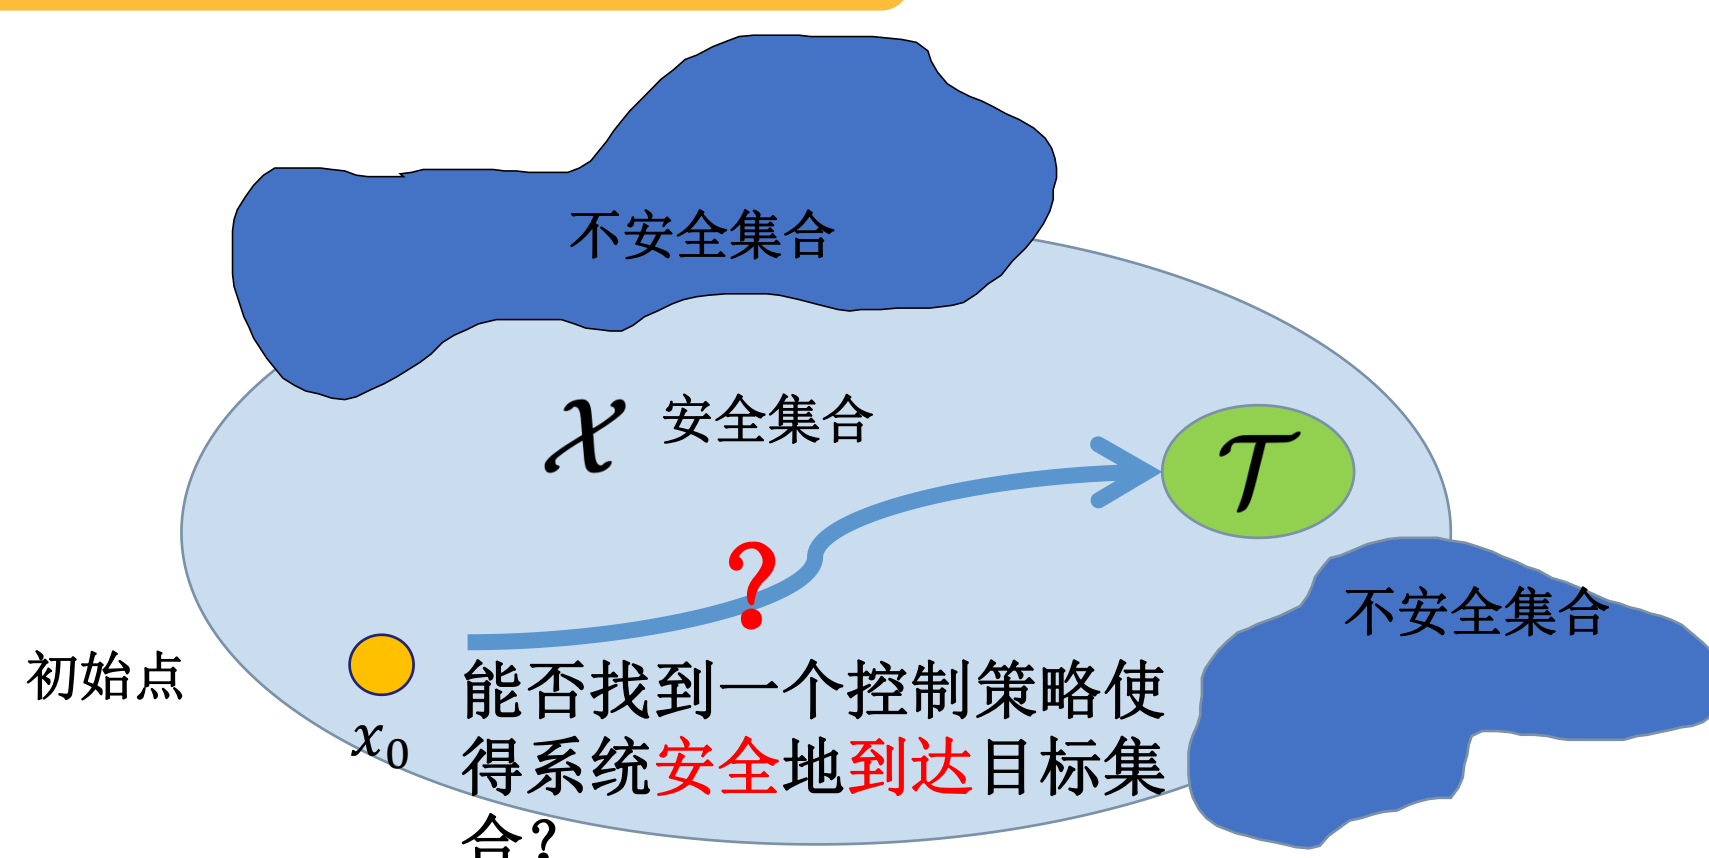 不安全集合
𝒳 安全集合
𝒯
?
不安全集合
初始点
x₀
能否找到一个控制策略使
得系统安全地到达目标集
合?